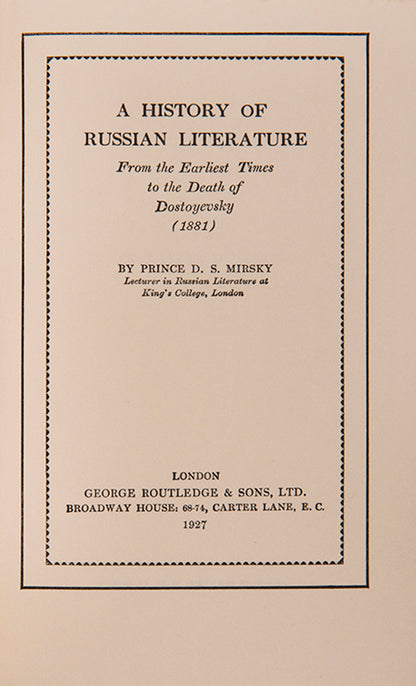 A HISTORY OF
RUSSIAN LITERATURE
From the Earliest Times
to the Death of
Dostoyevsky
(1881)
BY PRINCE D. S. MIRSKY
Lecturer in Russian Literature at
King's College, London
LONDON
GEORGE ROUTLEDGE & SONS, LTD.
BROADWAY HOUSE: 68-74, CARTER LANE, E. C.
1927